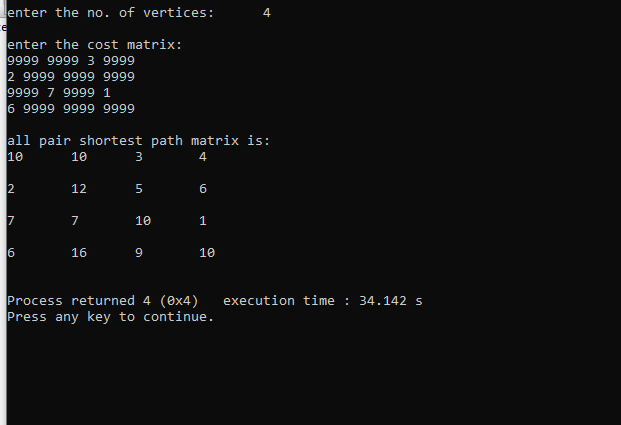 enter the no. of vertices: 4
enter the cost matrix:
9999 9999 3 9999
2 9999 9999 9999
9999 7 9999 1
6 9999 9999 9999
all pair shortest path matrix is:
10 10 3 4
2 12 5 6
7 7 10 1
6 16 9 10
Process returned 4 (0x4) execution time : 34.142 s
Press any key to continue.